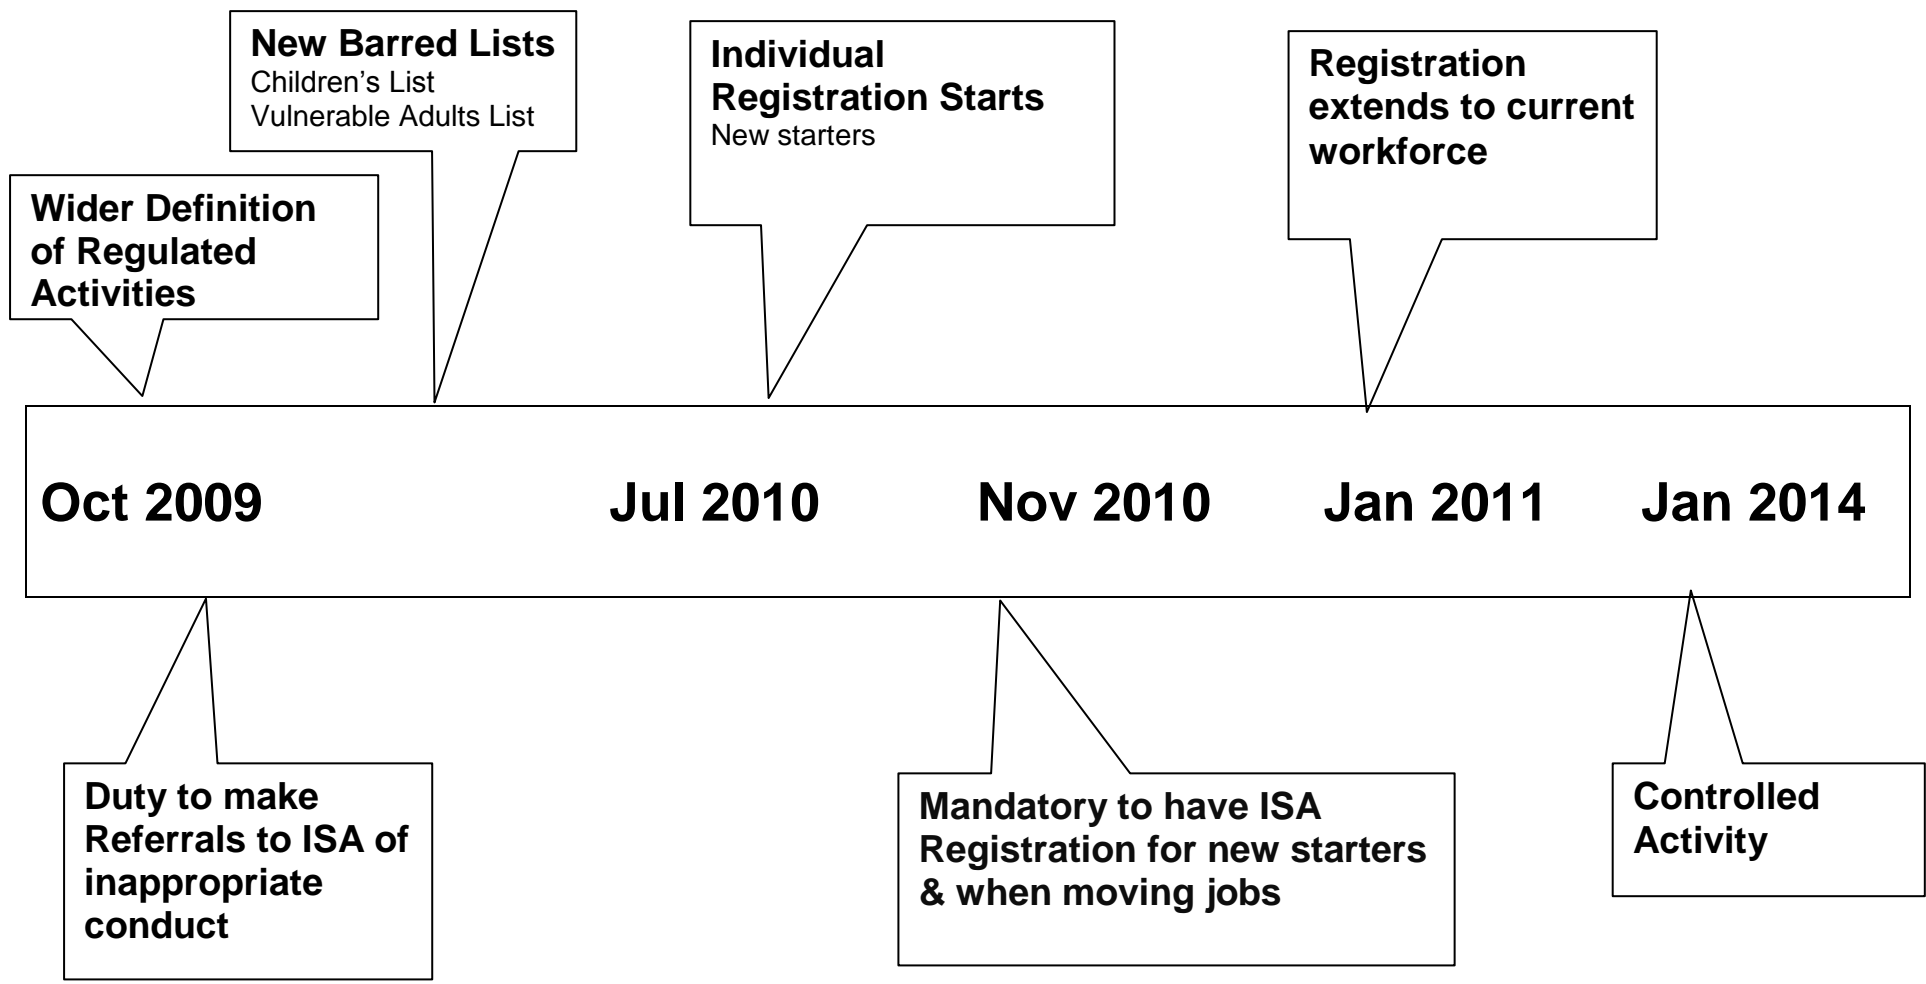 New Barred Lists
Children’s List
Vulnerable Adults List
Individual
Registration Starts
New starters
Registration
extends to current
workforce
Wider Definition
of Regulated
Activities
Oct 2009
Jul 2010
Nov 2010
Jan 2011
Jan 2014
Duty to make
Referrals to ISA of
inappropriate
conduct
Mandatory to have ISA
Registration for new starters
& when moving jobs
Controlled
Activity